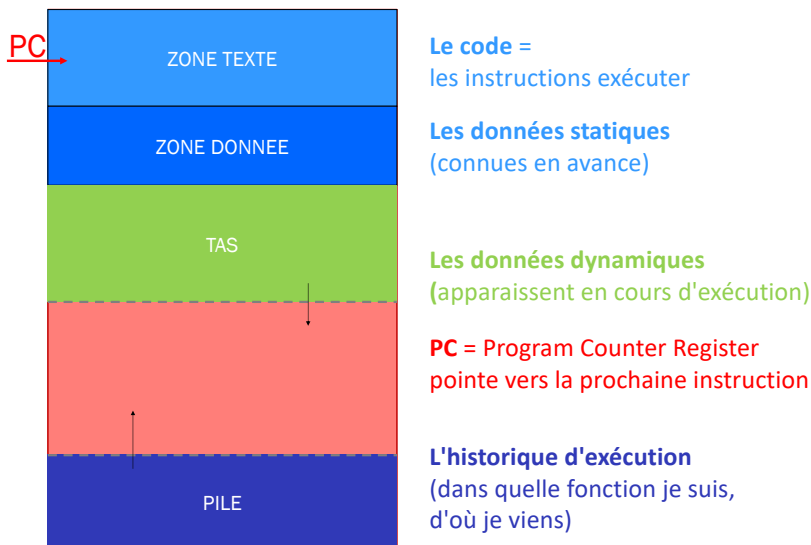 PC
ZONE TEXTE
Le code =
les instructions exécuter
ZONE DONNEE
Les données statiques
(connues en avance)
TAS
Les données dynamiques
(apparaissent en cours d'exécution)
PC = Program Counter Register
pointe vers la prochaine instruction
PILE
L'historique d'exécution
(dans quelle fonction je suis,
d'où je viens)